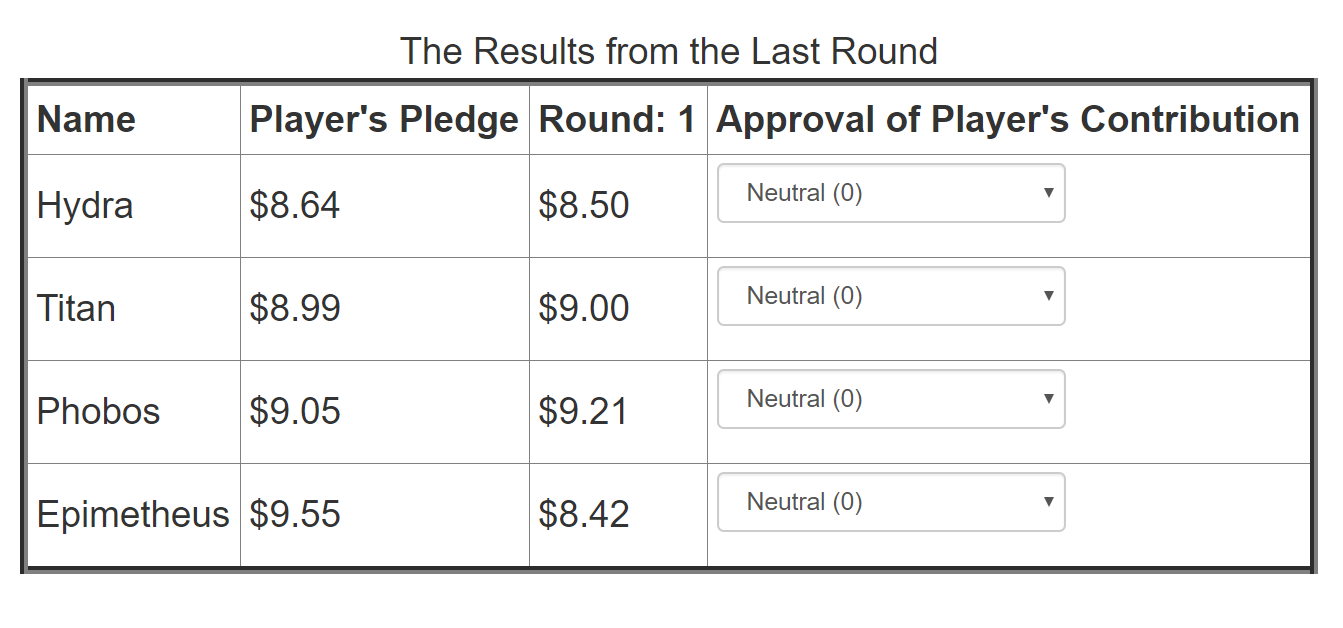 The Results from the Last Round
Name Player's Pledge Round: 1 Approval of Player's Contribution
Hydra $8.64 $8.50 Neutral (0)
Titan $8.99 $9.00 Neutral (0)
Phobos $9.05 $9.21 Neutral (0)
Epimetheus $9.55 $8.42 Neutral (0)